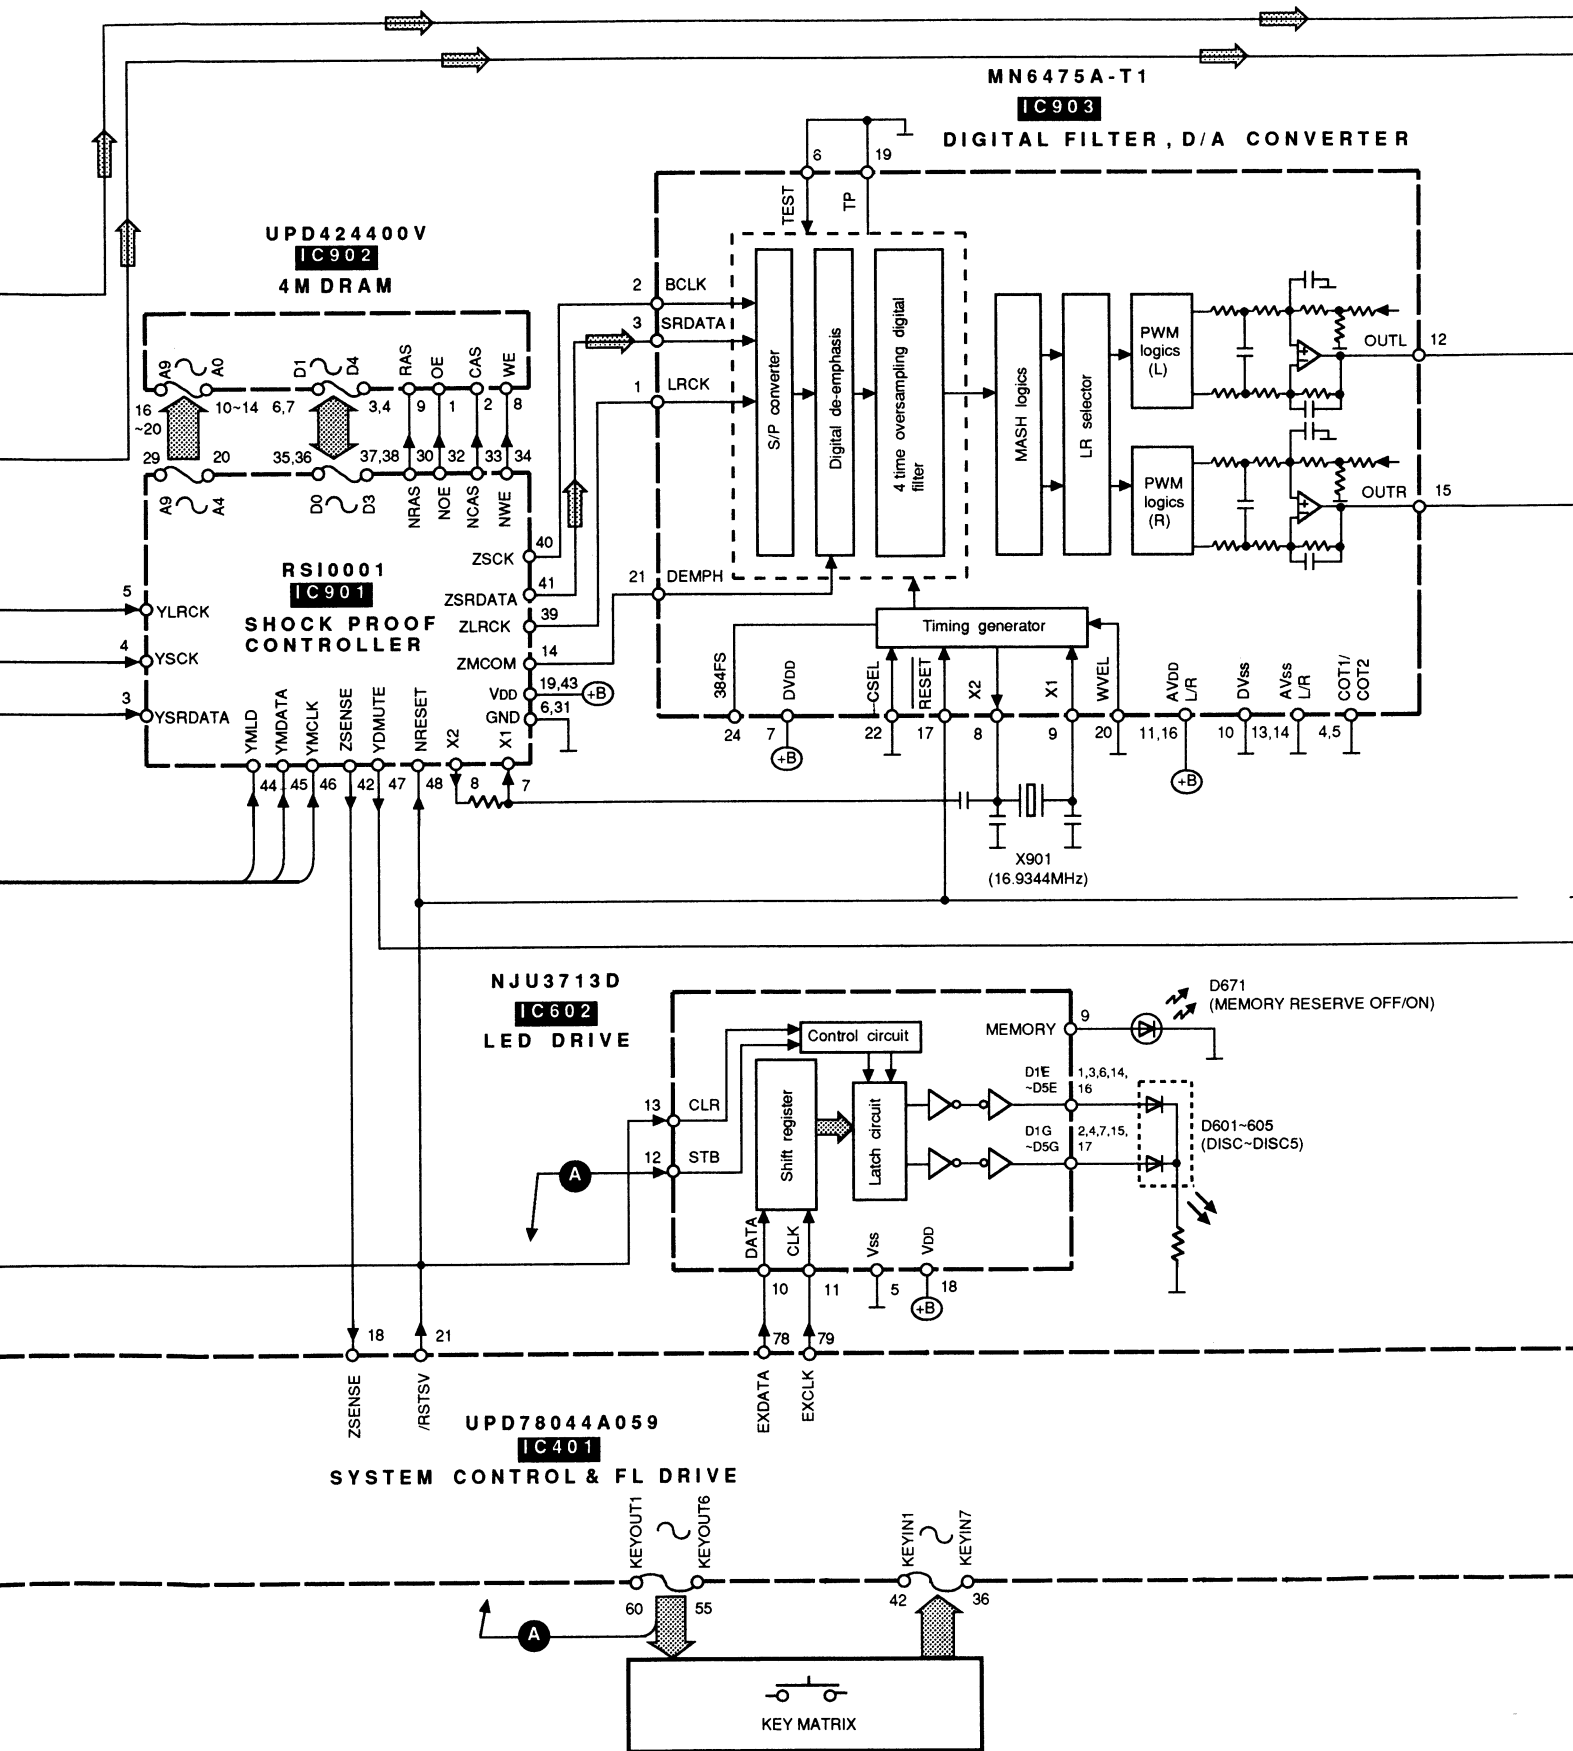 MN6475A-T1
IC903
DIGITAL FILTER, D/A CONVERTER
6
19
TEST
TP
UPD424400V
IC902
4M DRAM
A9
A0
D1
D4
RAS
OE
CAS
WE
16
~20
10~14
6,7
3,4
9
1
2
8
29
20
35,36
37,38
30
32
33
34
A9
A4
D0
D3
NRAS
NOE
NCAS
NWE
2
BCLK
3
SRDATA
1
LRCK
S/P converter
Digital de-emphasis
4 time oversampling digital
filter
MASH logics
LR selector
PWM
logics
(L)
PWM
logics
(R)
OUTL
12
OUTR
15
RSI0001
IC901
SHOCK PROOF
CONTROLLER
5
YLRCK
4
YSCK
3
YSRDATA
ZSCK
40
ZSRDATA
41
ZLRCK
39
ZMCOM
14
VDD
19,43
+B
GND
6,31
21
DEMPH
Timing generator
384FS
DVDD
CSEL
RESET
X2
X1
WVEL
AVDD
L/R
DVss
AVss
L/R
COT1/
COT2
24
7
22
17
8
9
20
11,16
10
13,14
4,5
+B
+B
YMLD
YMDATA
YMCLK
ZSENSE
YDMUTE
NRESET
X2
X1
44
45
46
42
47
48
8
7
X901
(16.9344MHz)
NJU3713D
IC602
LED DRIVE
Control circuit
MEMORY
9
D671
(MEMORY RESERVE OFF/ON)
13
CLR
12
STB
A
Shift register
Latch circuit
D1E
~D5E
1,3,6,14,
16
D1G
~D5G
2,4,7,15,
17
D601~605
(DISC~DISC5)
DATA
CLK
Vss
VDD
10
11
5
18
+B
18
21
78
79
ZSENSE
/RSTSV
EXDATA
EXCLK
UPD78044A059
IC401
SYSTEM CONTROL & FL DRIVE
KEYOUT1
KEYOUT6
KEYIN1
KEYIN7
60
55
42
36
A
KEY MATRIX